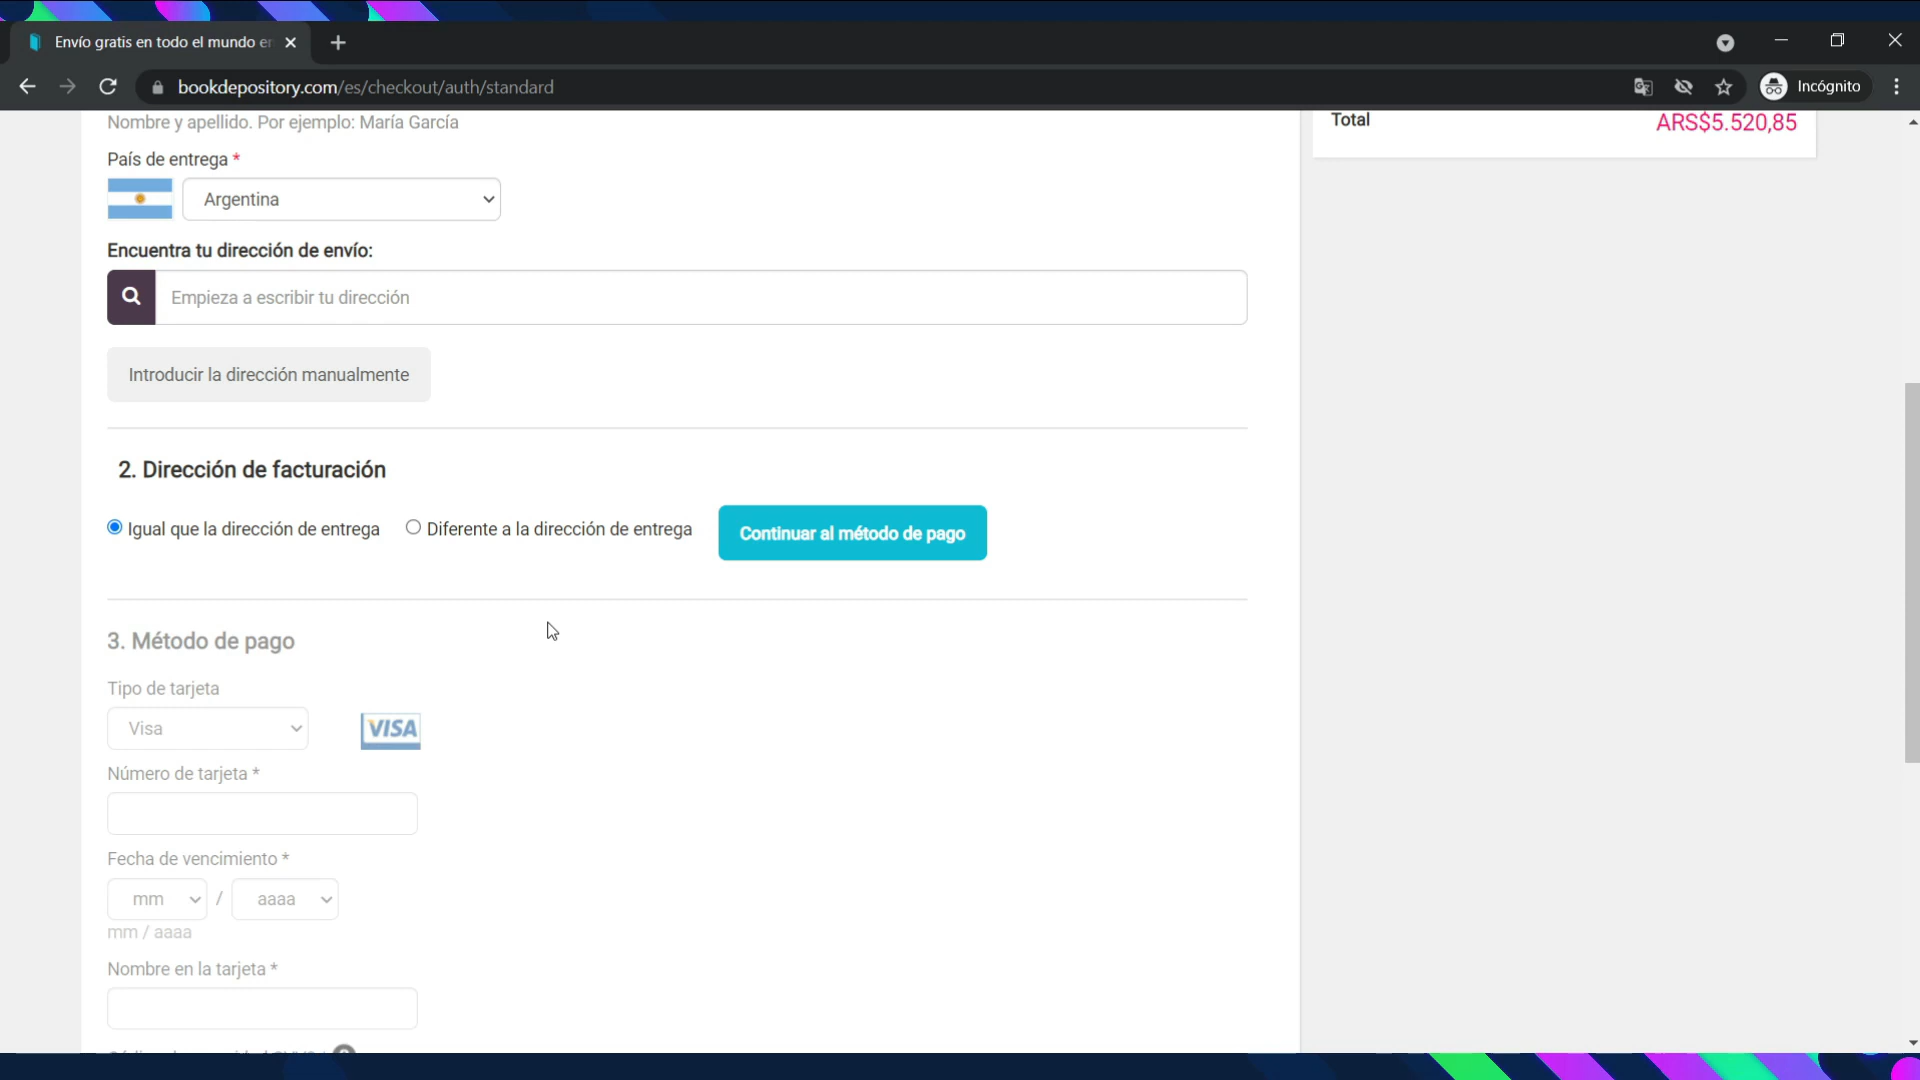 Envío gratis en todo el mundo en
bookdepository.com/es/checkout/auth/standard
Incógnito
Nombre y apellido. Por ejemplo: María García
Total
ARS$5.520,85
País de entrega *
Argentina
Encuentra tu dirección de envío:
Empieza a escribir tu dirección
Introducir la dirección manualmente
2. Dirección de facturación
Igual que la dirección de entrega
Diferente a la dirección de entrega
Continuar al método de pago
3. Método de pago
Tipo de tarjeta
Visa
VISA
Número de tarjeta *
Fecha de vencimiento *
mm / aaaa
mm / aaaa
Nombre en la tarjeta *